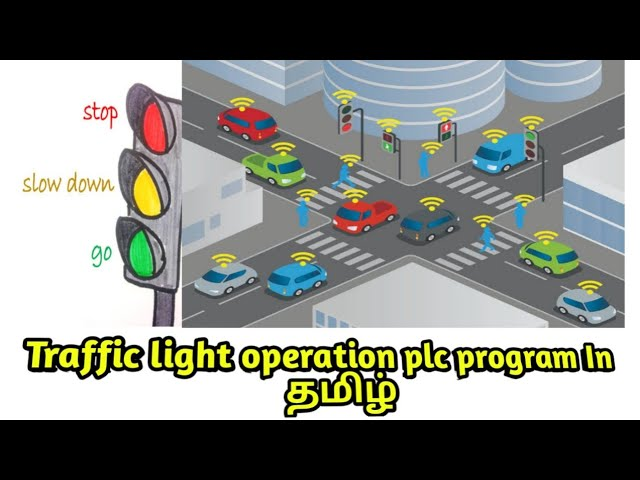 stop
slow down
go
Traffic light operation plc program In
தமிழ்